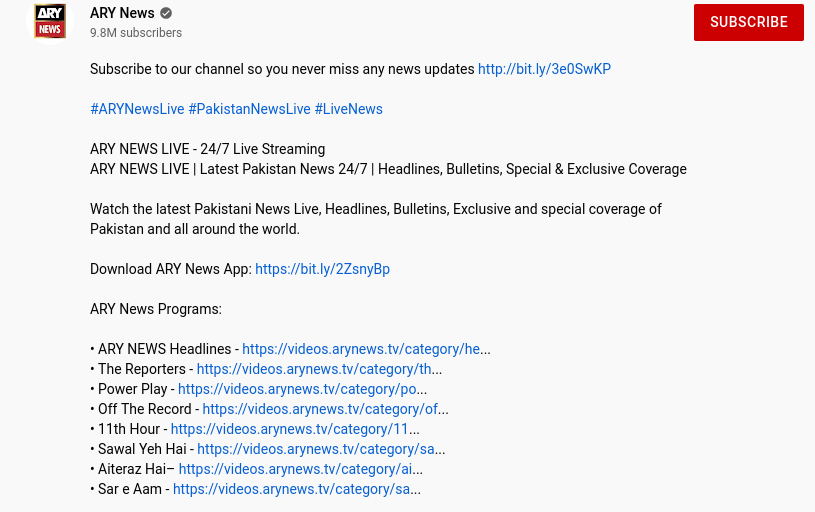 ARY
NEWS
ARY News
9.8M subscribers
SUBSCRIBE
Subscribe to our channel so you never miss any news updates http://bit.ly/3e0SwKP
#ARYNewsLive #PakistanNewsLive #LiveNews
ARY NEWS LIVE - 24/7 Live Streaming
ARY NEWS LIVE | Latest Pakistan News 24/7 | Headlines, Bulletins, Special & Exclusive Coverage
Watch the latest Pakistani News Live, Headlines, Bulletins, Exclusive and special coverage of
Pakistan and all around the world.
Download ARY News App: https://bit.ly/2ZsnyBp
ARY News Programs:
• ARY NEWS Headlines - https://videos.arynews.tv/category/he...
• The Reporters - https://videos.arynews.tv/category/th...
• Power Play - https://videos.arynews.tv/category/po...
• Off The Record - https://videos.arynews.tv/category/of...
• 11th Hour - https://videos.arynews.tv/category/11...
• Sawal Yeh Hai - https://videos.arynews.tv/category/sa...
• Aiteraz Hai– https://videos.arynews.tv/category/ai...
• Sar e Aam - https://videos.arynews.tv/category/sa...